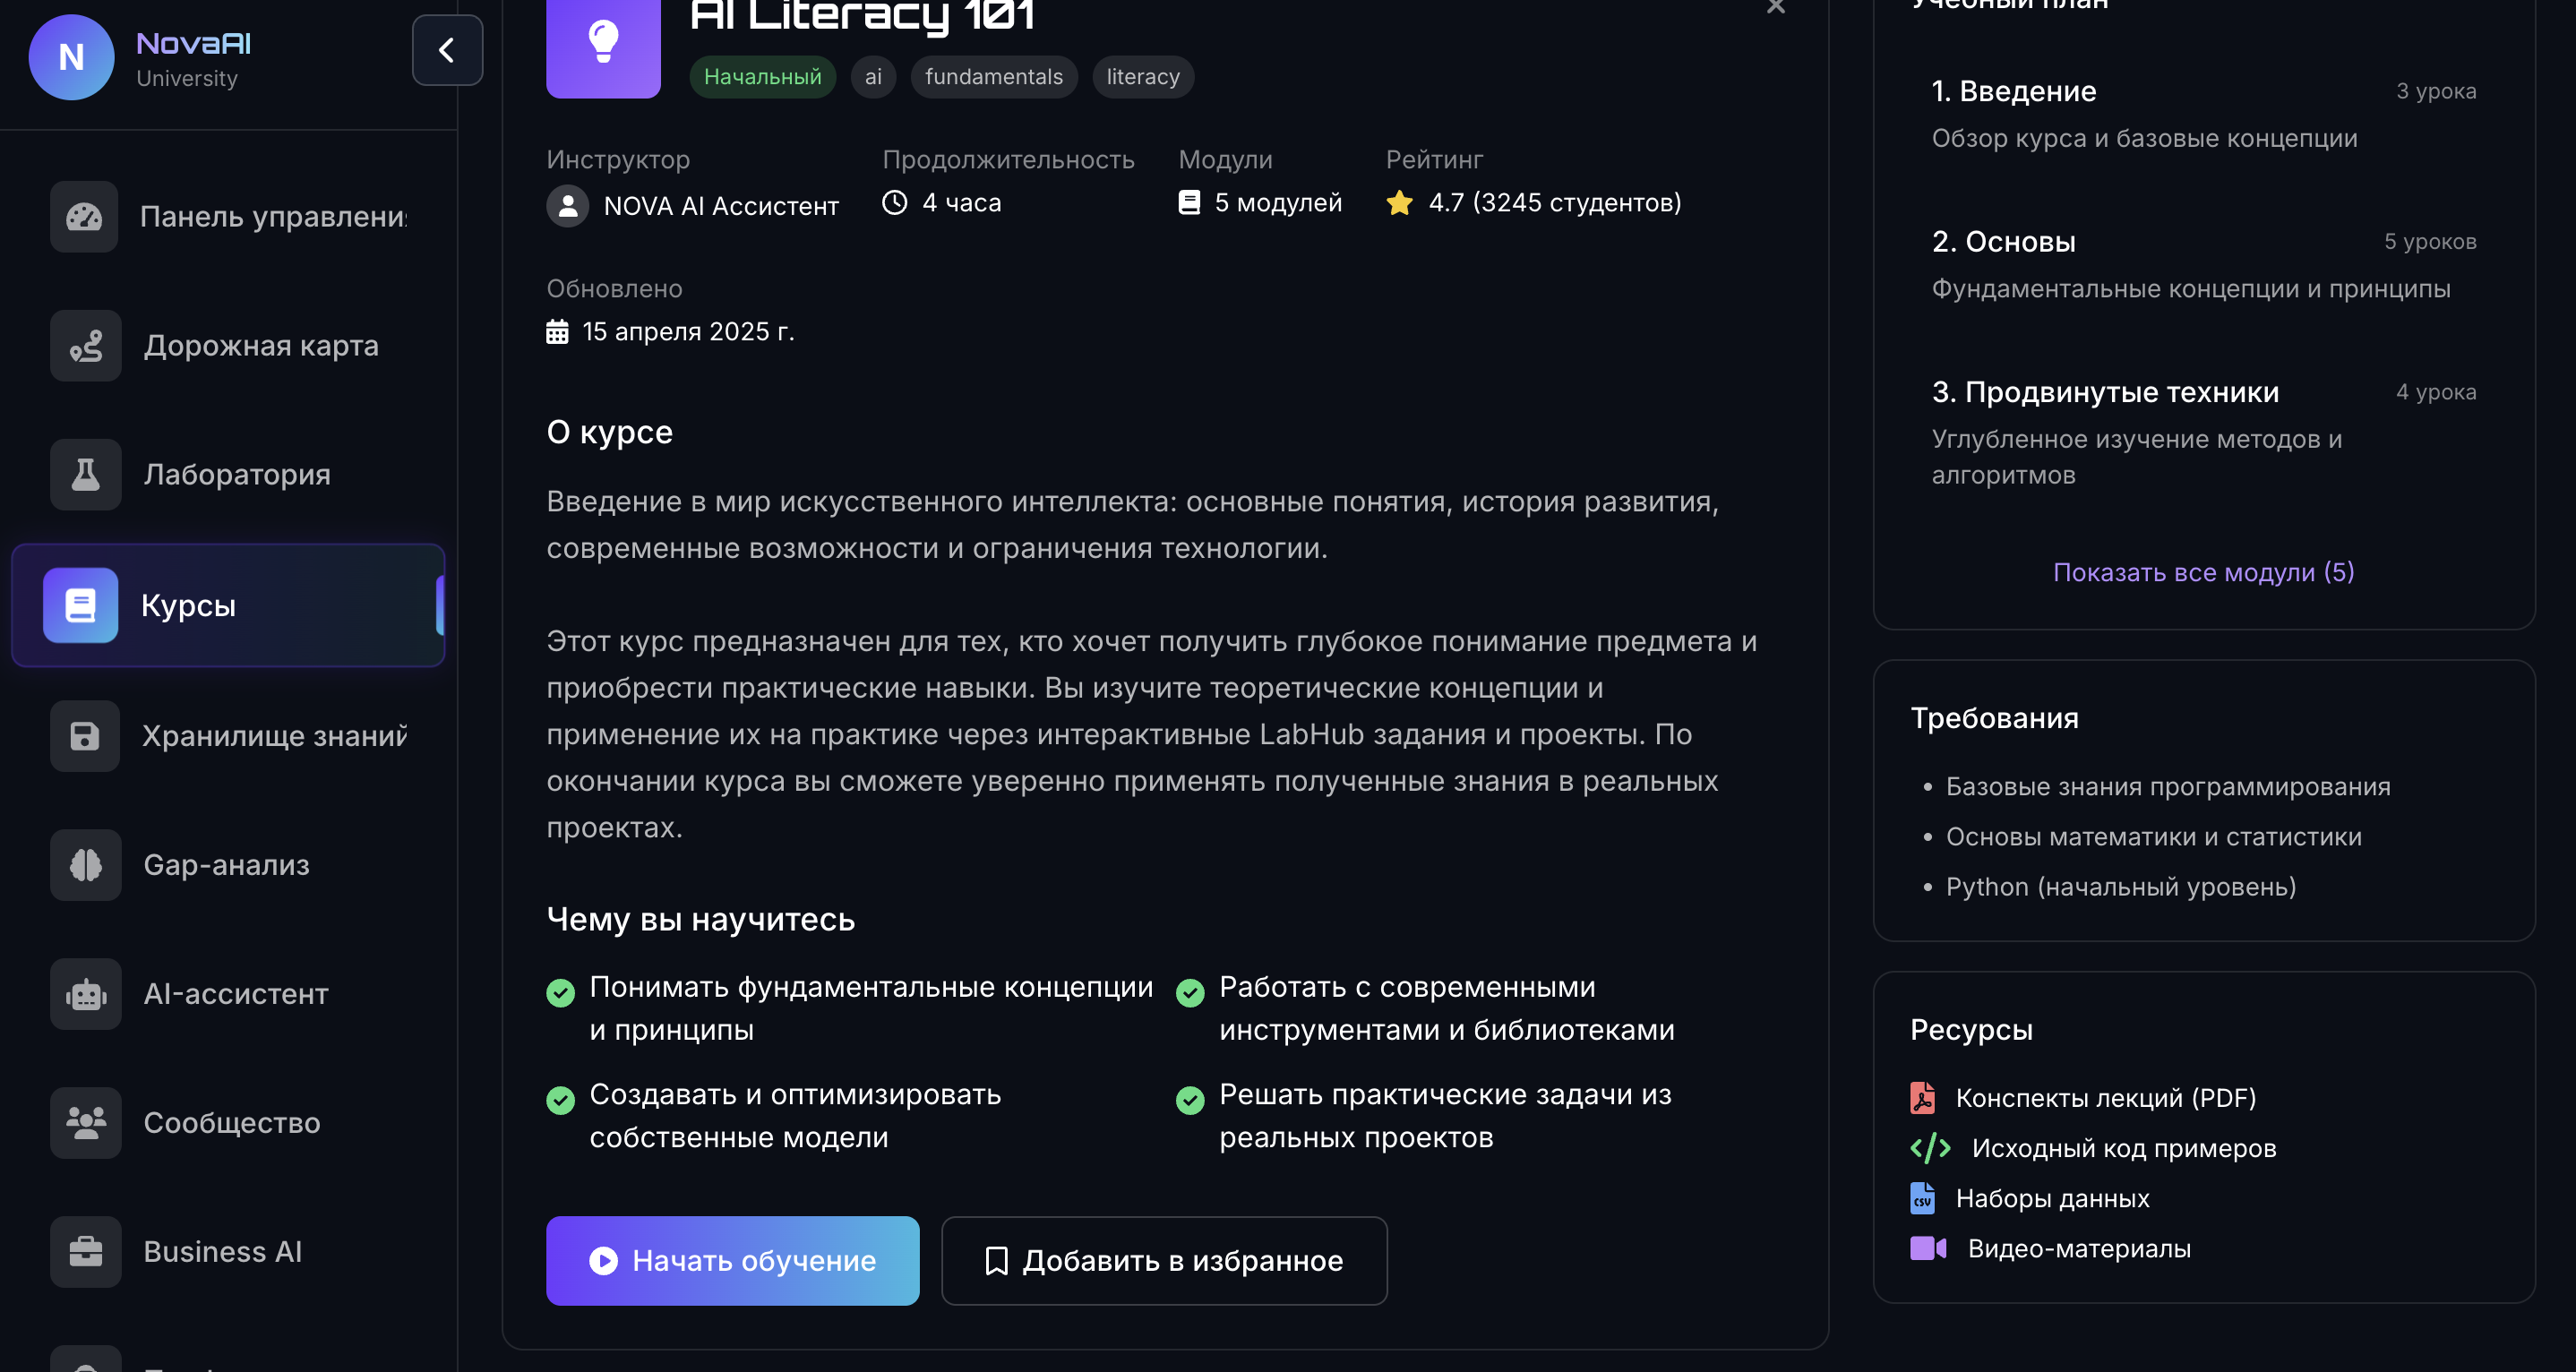 N
NovaAI
University
Панель управлени
Дорожная карта
Лаборатория
Курсы
Хранилище знаний
Gap-анализ
AI-ассистент
Сообщество
Business AI
AI Literacy 101
Начальный
ai
fundamentals
literacy
Инструктор
NOVA AI Ассистент
Продолжительность
4 часа
Модули
5 модулей
Рейтинг
4.7 (3245 студентов)
Обновлено
15 апреля 2025 г.
О курсе
Введение в мир искусственного интеллекта: основные понятия, история развития,
современные возможности и ограничения технологии.
Этот курс предназначен для тех, кто хочет получить глубокое понимание предмета и
приобрести практические навыки. Вы изучите теоретические концепции и
применение их на практике через интерактивные LabHub задания и проекты. По
окончании курса вы сможете уверенно применять полученные знания в реальных
проектах.
Чему вы научитесь
Понимать фундаментальные концепции
и принципы
Работать с современными
инструментами и библиотеками
Создавать и оптимизировать
собственные модели
Решать практические задачи из
реальных проектов
Начать обучение
Добавить в избранное
Учебный план
1. Введение
3 урока
Обзор курса и базовые концепции
2. Основы
5 уроков
Фундаментальные концепции и принципы
3. Продвинутые техники
4 урока
Углубленное изучение методов и
алгоритмов
Показать все модули (5)
Требования
• Базовые знания программирования
• Основы математики и статистики
• Python (начальный уровень)
Ресурсы
Конспекты лекций (PDF)
Исходный код примеров
CSV
Наборы данных
Видео-материалы